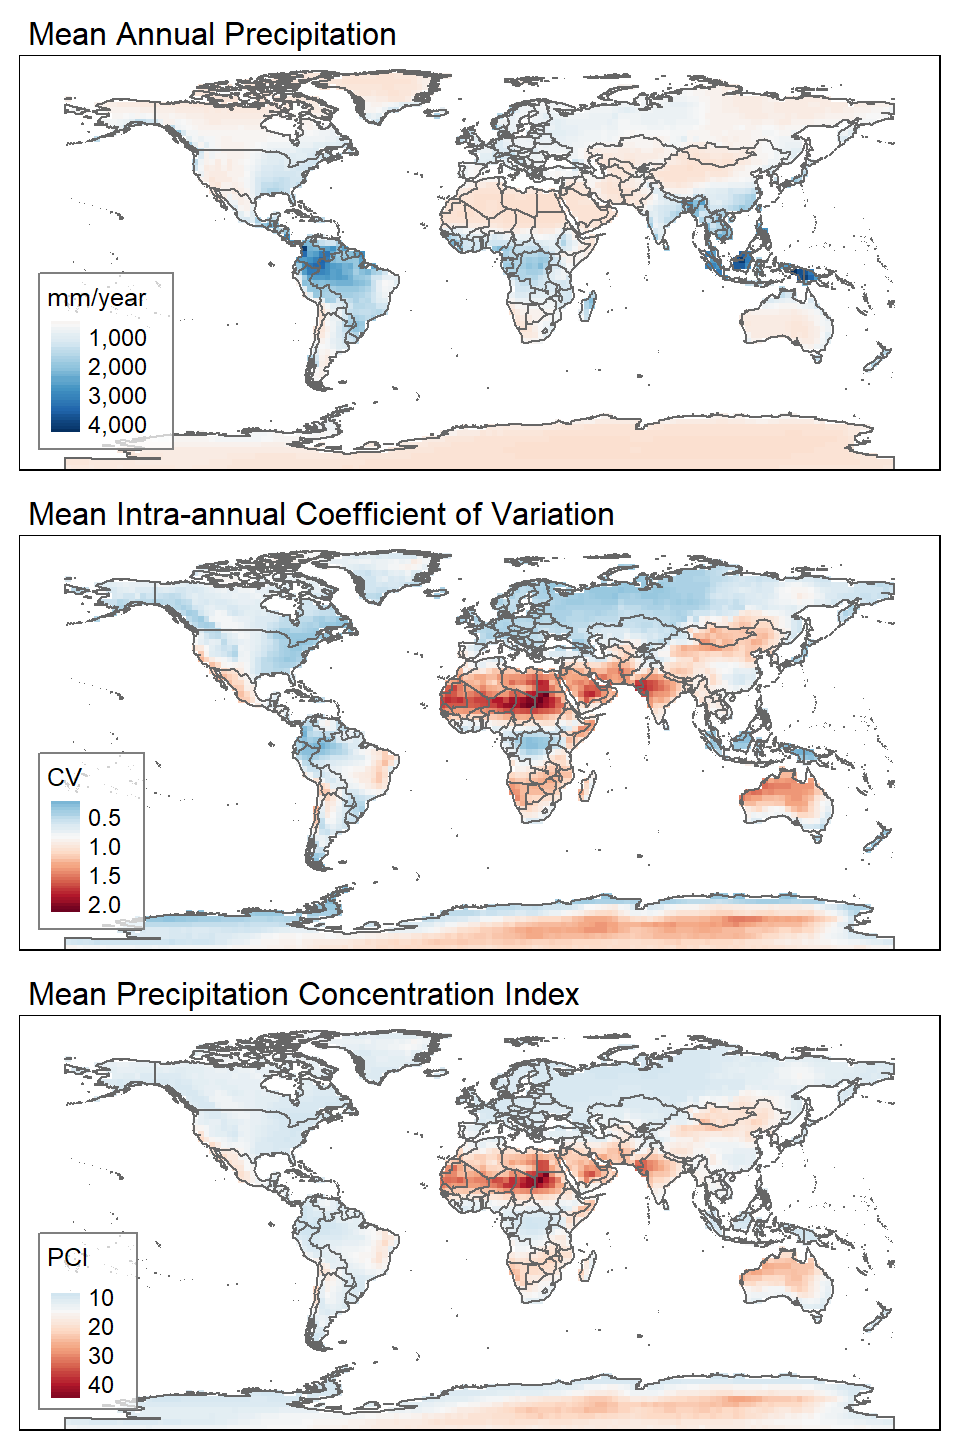 Mean Annual Precipitation
mm/year
1,000
2,000
3,000
4,000
Mean Intra-annual Coefficient of Variation
CV
0.5
1.0
1.5
2.0
Mean Precipitation Concentration Index
PCI
10
20
30
40